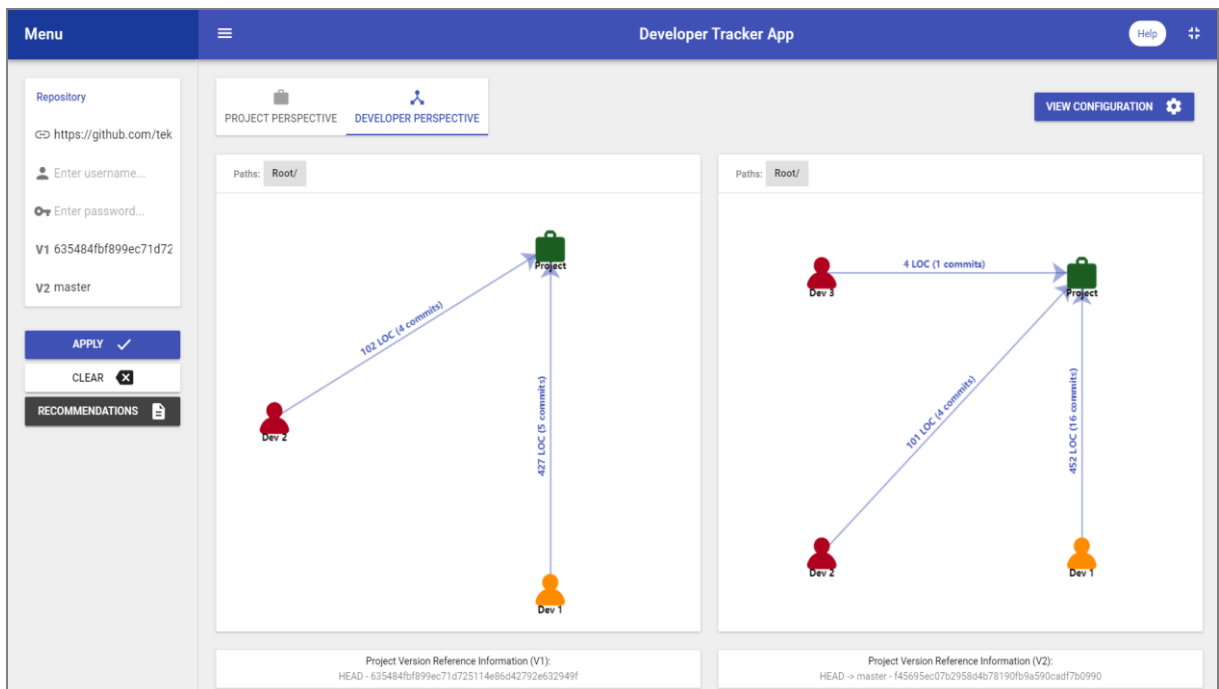 Menu
Developer Tracker App
Help
Repository
https://github.com/tek
Enter username...
Enter password...
V1 635484fbf899ec71d72
V2 master
APPLY
CLEAR
RECOMMENDATIONS
PROJECT PERSPECTIVE
DEVELOPER PERSPECTIVE
VIEW CONFIGURATION
Paths: Root/
Project
102 LOC (4 commits)
427 LOC (5 commits)
Dev 2
Dev 1
Project Version Reference Information (V1):
HEAD - 635484fbf899ec71d725114e86d42792e632949f
Paths: Root/
4 LOC (1 commits)
Dev 3
Project
101 LOC (4 commits)
452 LOC (16 commits)
Dev 2
Dev 1
Project Version Reference Information (V2):
HEAD -> master - f45695ec07b2958d4b78190fb9a590cadf7b0990